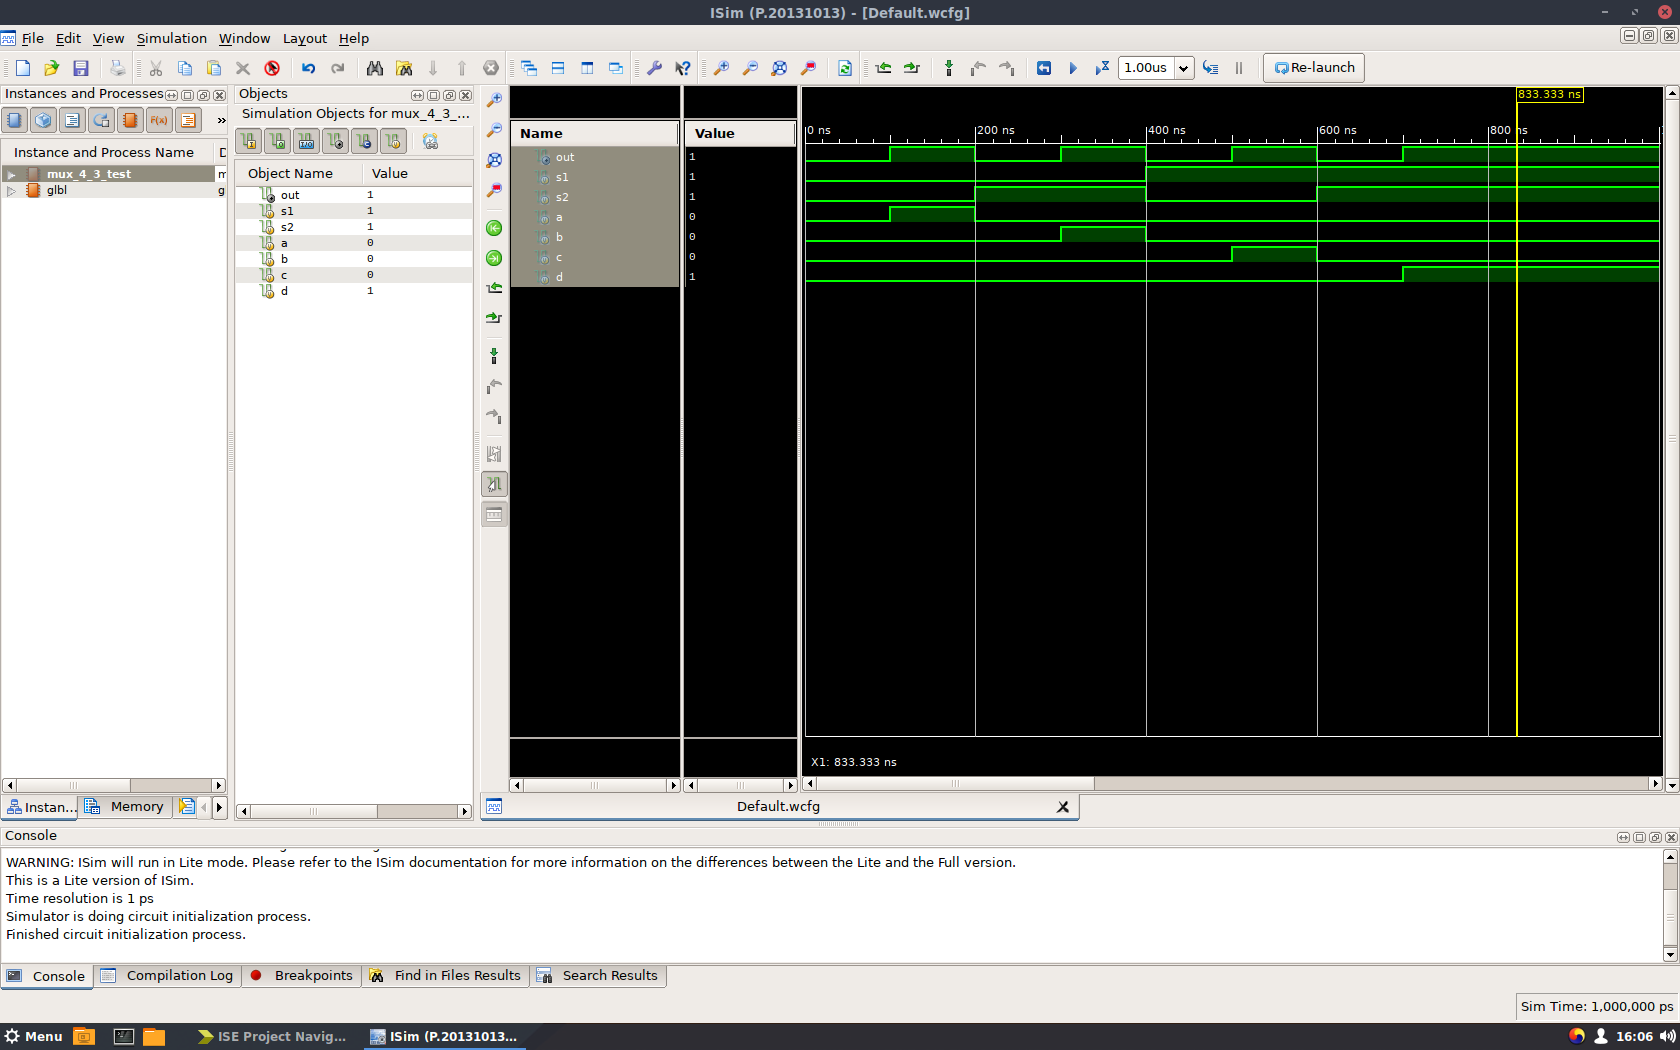 ISim (P.20131013) - [Default.wcfg]
File Edit View Simulation Window Layout Help
1.00us Re-launch
Instances and Processes
Instance and Process Name D
mux_4_3_test m
glbl g
Instan... Memory
Objects
Simulation Objects for mux_4_3_...
Object Name Value
out 1
s1 1
s2 1
a 0
b 0
c 0
d 1
Name Value
out 1
s1 1
s2 1
a 0
b 0
c 0
d 1
833.333 ns
0 ns 200 ns 400 ns 600 ns 800 ns
X1: 833.333 ns
Default.wcfg
Console
WARNING: ISim will run in Lite mode. Please refer to the ISim documentation for more information on the differences between the Lite and the Full version.
This is a Lite version of ISim.
Time resolution is 1 ps
Simulator is doing circuit initialization process.
Finished circuit initialization process.
Console Compilation Log Breakpoints Find in Files Results Search Results
Sim Time: 1,000,000 ps
Menu ISE Project Navig... ISim (P.20131013... 16:06